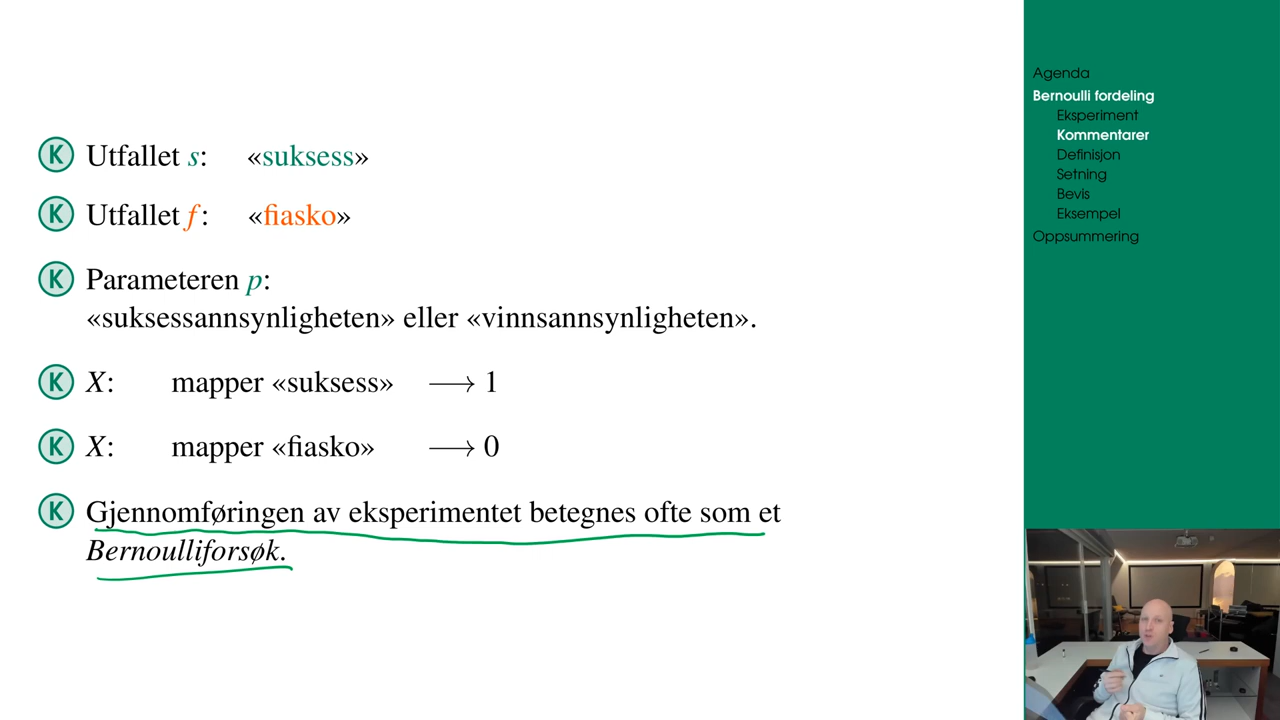 K Utfallet s: «suksess»
K Utfallet f: «fiasko»
K Parameteren p:
«suksessannsynligheten» eller «vinnsannsynligheten».
K X: mapper «suksess» ⟶ 1
K X: mapper «fiasko» ⟶ 0
K Gjennomføringen av eksperimentet betegnes ofte som et
Bernoulliforsøk.
Agenda
Bernoulli fordeling
Eksperiment
Kommentarer
Definisjon
Setning
Bevis
Eksempel
Oppsummering